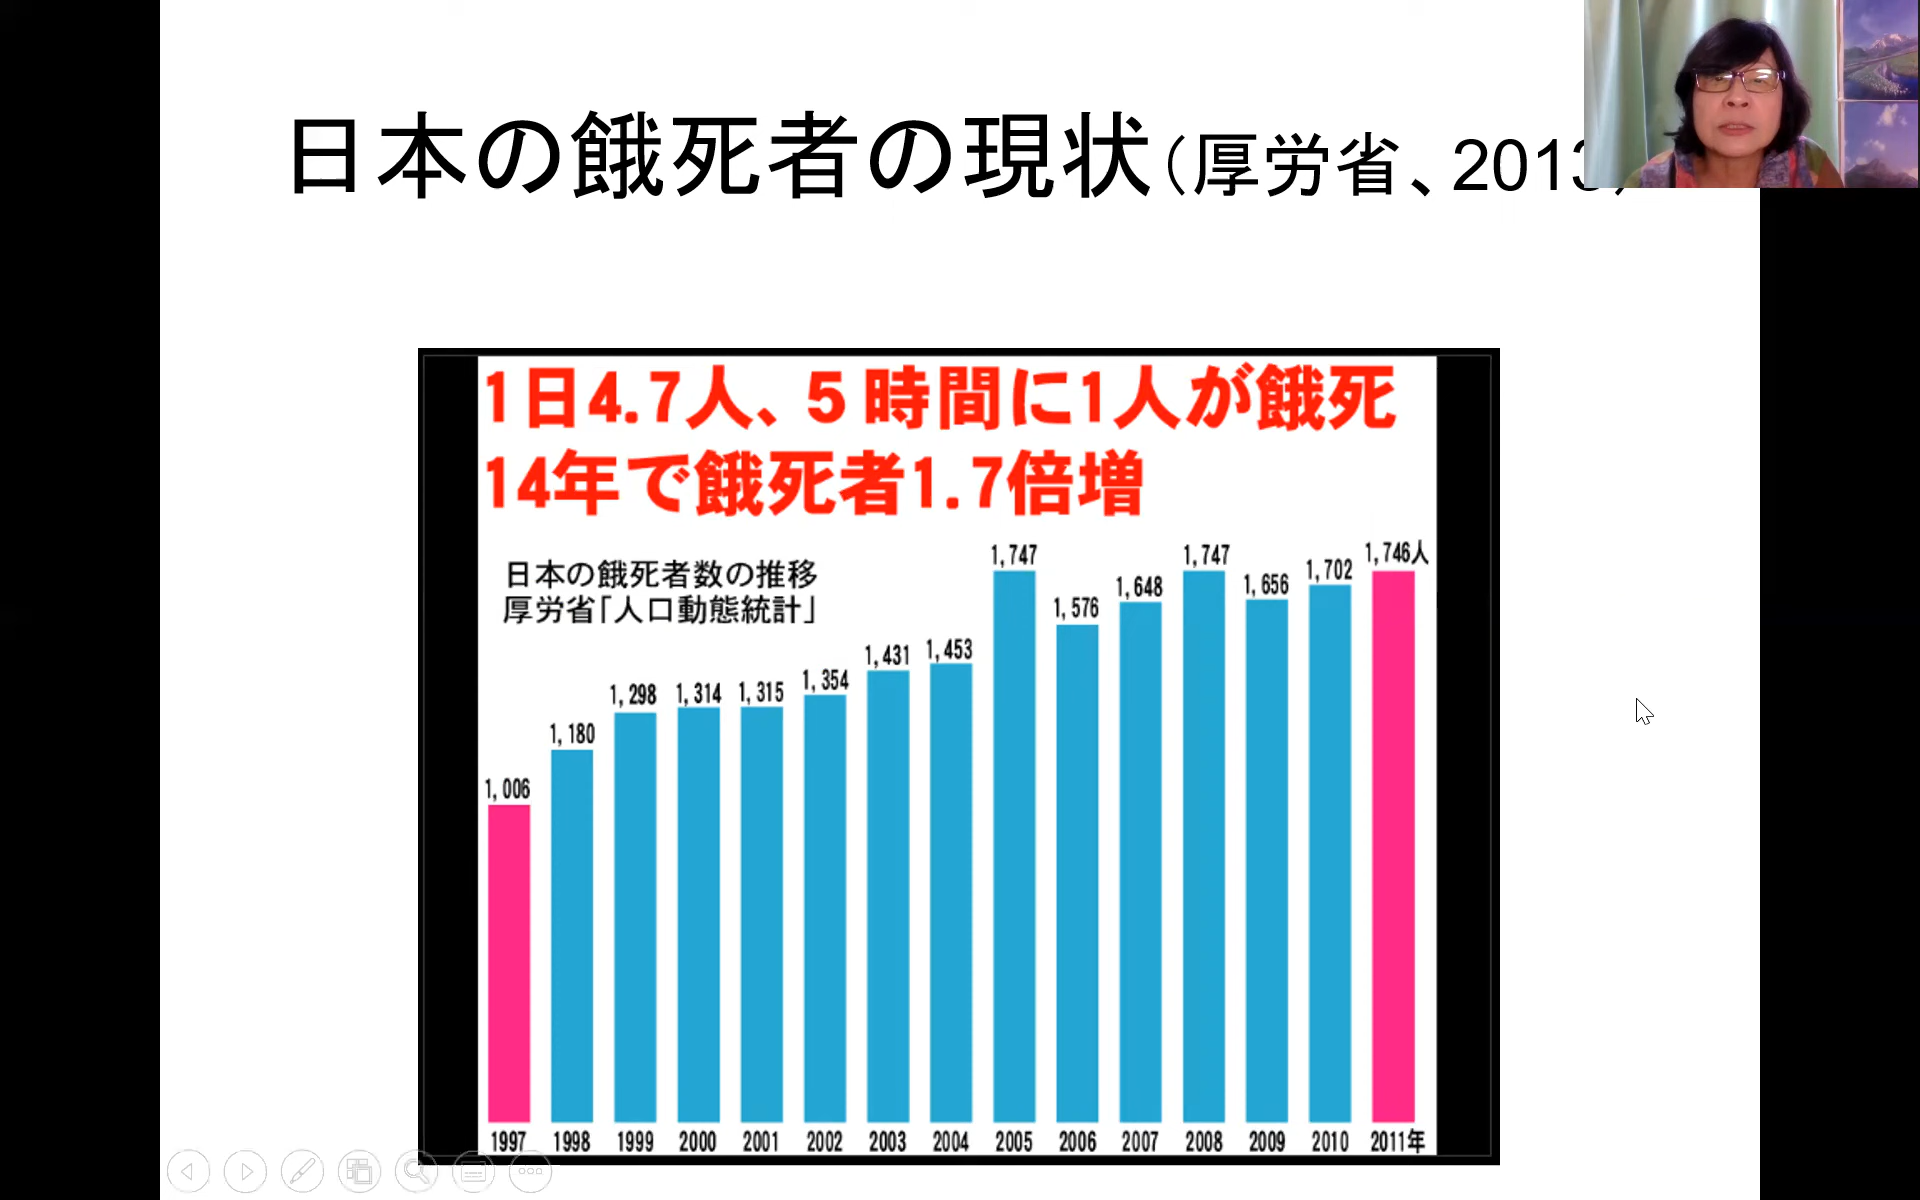 日本の餓死者の現状(厚労省、2013)
1日4.7人、5時間に1人が餓死
14年で餓死者1.7倍増
日本の餓死者数の推移
厚労省「人口動態統計」
1,006
1,180
1,298
1,314
1,315
1,354
1,431
1,453
1,747
1,576
1,648
1,747
1,656
1,702
1,746人
1997 1998 1999 2000 2001 2002 2003 2004 2005 2006 2007 2008 2009 2010 2011年